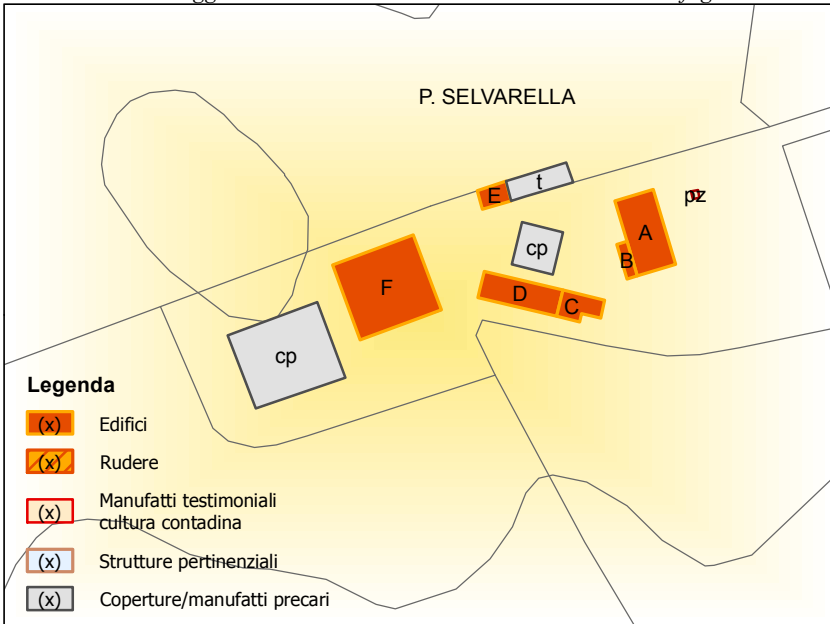 P. SELVARELLA
t
E
pz
A
cp
B
F
D
C
cp
Legenda
(x) Edifici
(x) Rudere
(x) Manufatti testimoniali
cultura contadina
(x) Strutture pertinenziali
(x) Coperture/manufatti precari